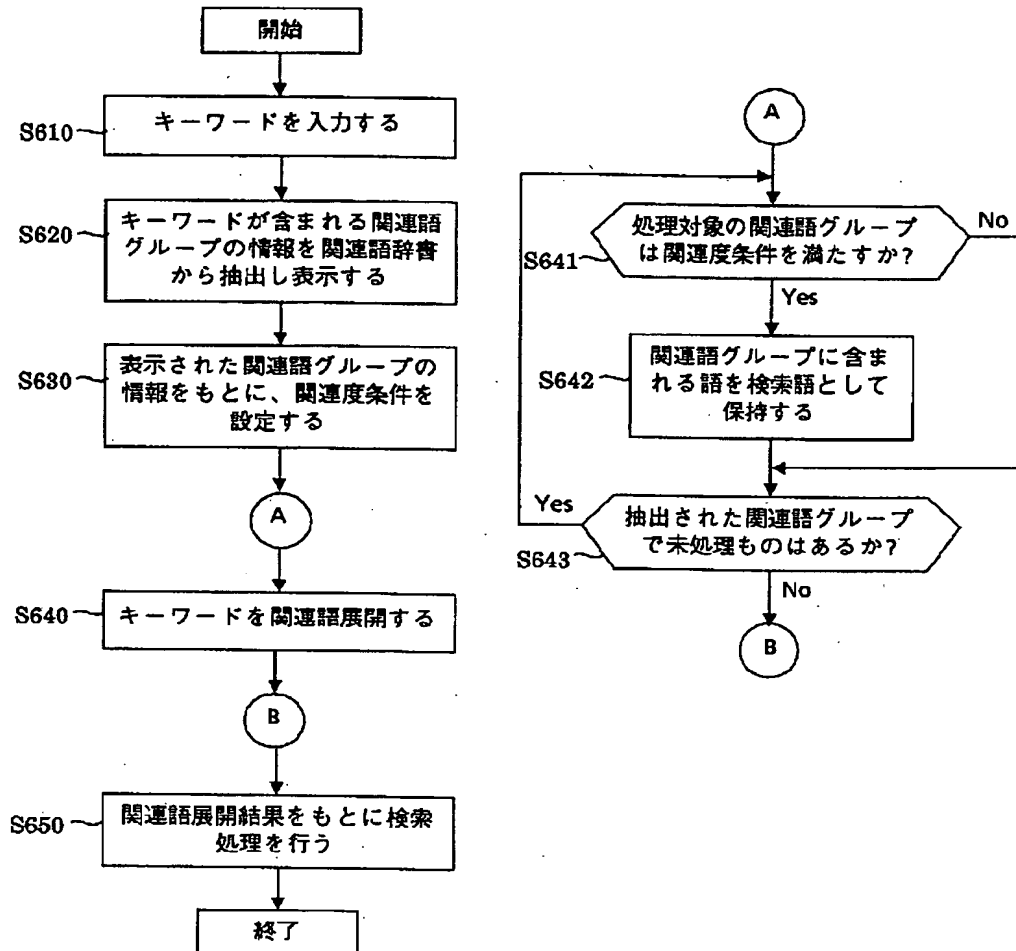 開始
S610
キーワードを入力する
S620
キーワードが含まれる関連語
グループの情報を関連語辞書
から抽出し表示する
S630
表示された関連語グループの
情報をもとに、関連度条件を
設定する
A
S640
キーワードを関連語展開する
B
S650
関連語展開結果をもとに検索
処理を行う
終了
A
処理対象の関連語グループ
は関連度条件を満たすか?
No
S641
Yes
S642
関連語グループに含ま
れる語を検索語として
保持する
Yes
抽出された関連語グループ
で未処理ものはあるか?
S643
No
B